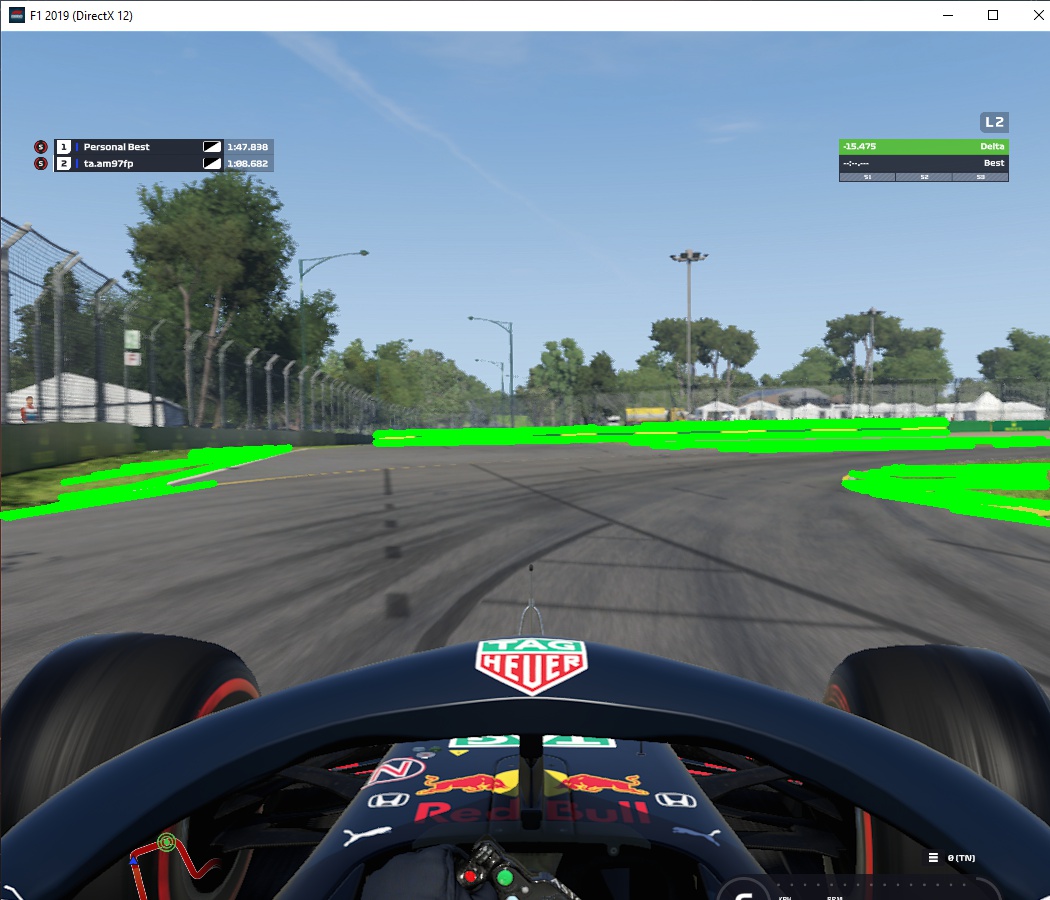 F1 2019 (DirectX 12)
L2
S 1 Personal Best 1:47.838
S 2 ta.am97fp 1:08.682
-15.475 Delta
--:--.--- Best
S1 S2 S3
TAG
HEUER
Red Bull
0 (TN)